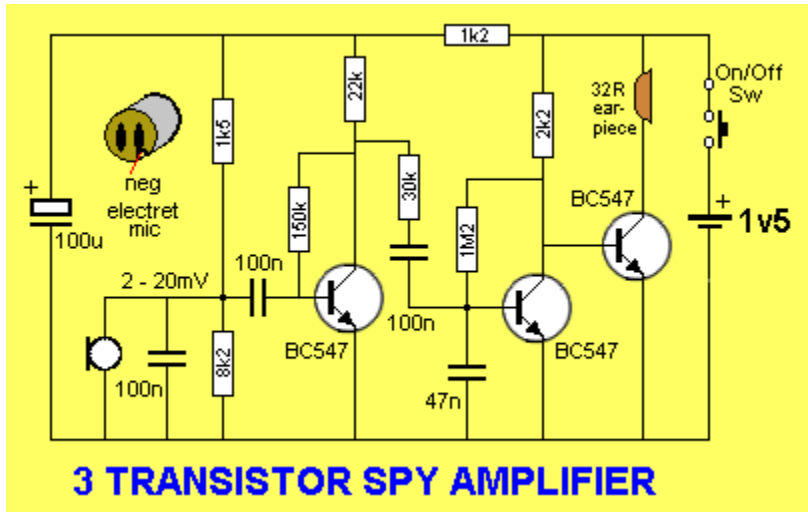 1k2
22k
On/Off
Sw
32R
ear-
piece
1k5
2k2
neg
electret
mic
+
30k
BC547
+
1v5
150k
1M2
100u
100n
2 - 20mV
100n
BC547
BC547
8k2
100n
47n
3 TRANSISTOR SPY AMPLIFIER